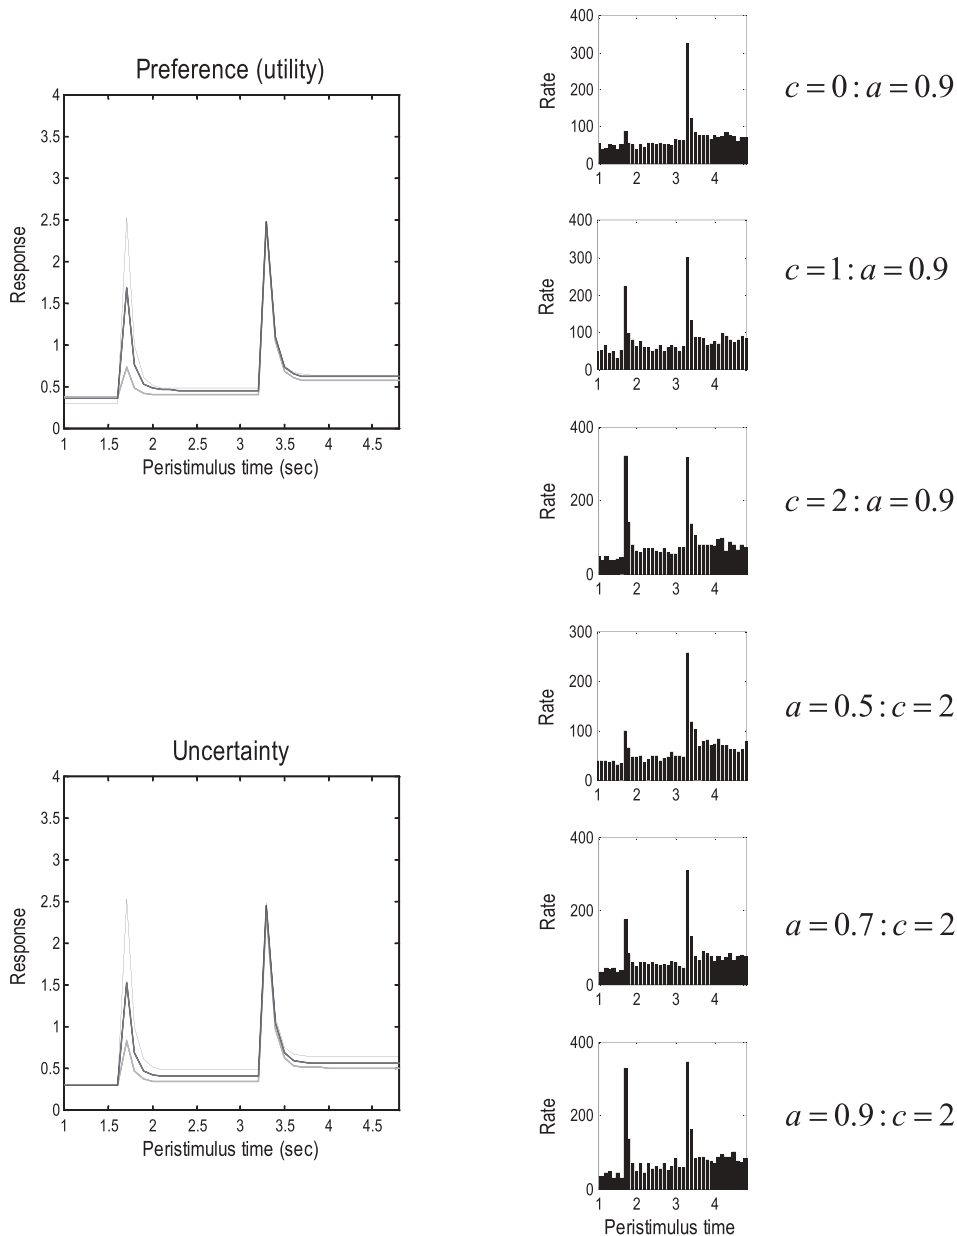 Preference (utility)
4
3.5
3
2.5
2
1.5
1
0.5
0
Response
1 1.5 2 2.5 3 3.5 4 4.5
Peristimulus time (sec)
Uncertainty
4
3.5
3
2.5
2
1.5
1
0.5
0
Response
1 1.5 2 2.5 3 3.5 4 4.5
Peristimulus time (sec)
400
300
200
100
0
Rate
1 2 3 4
c = 0 : a = 0.9
400
300
200
100
0
Rate
1 2 3 4
c = 1 : a = 0.9
400
200
0
Rate
1 2 3 4
c = 2 : a = 0.9
300
200
100
0
Rate
1 2 3 4
a = 0.5 : c = 2
400
200
0
Rate
1 2 3 4
a = 0.7 : c = 2
400
200
0
Rate
1 2 3 4
a = 0.9 : c = 2
Peristimulus time